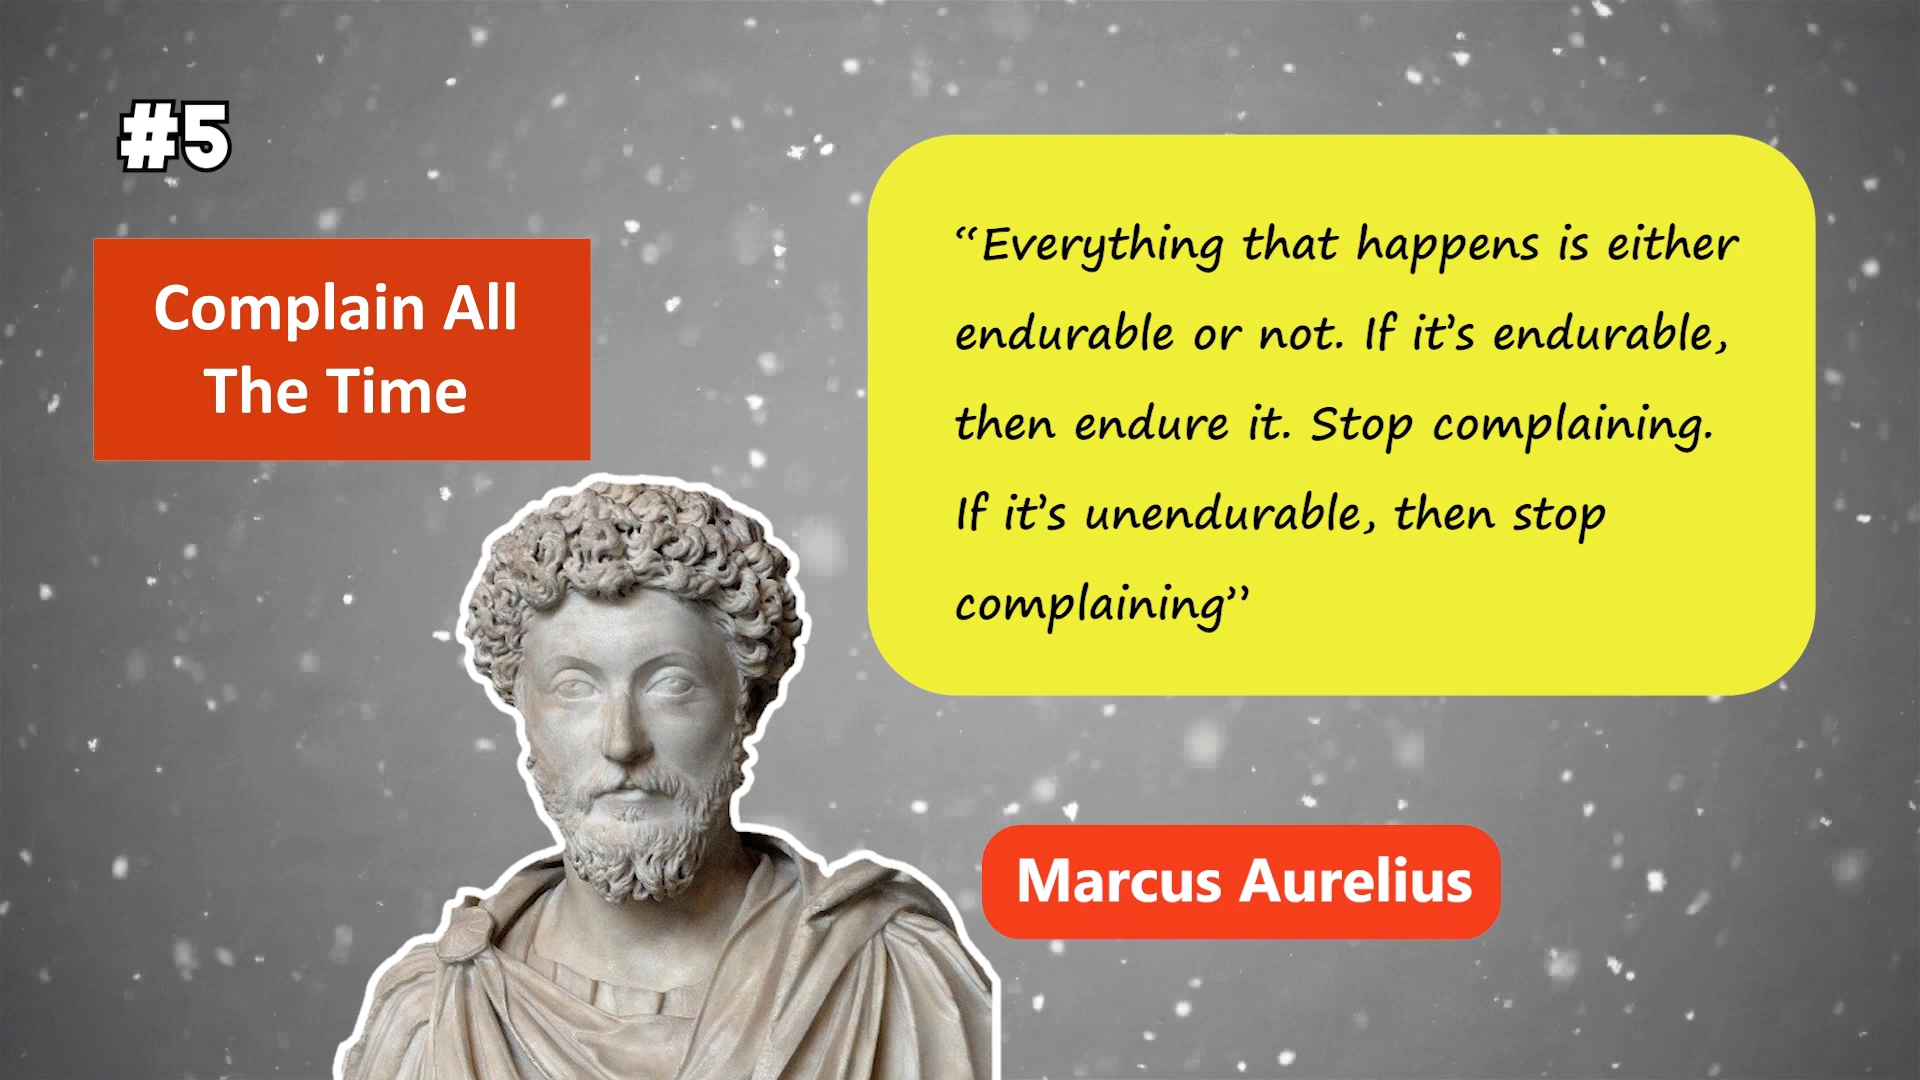 #5
Complain All
The Time
“Everything that happens is either
endurable or not. If it’s endurable,
then endure it. Stop complaining.
If it’s unendurable, then stop
complaining”
Marcus Aurelius